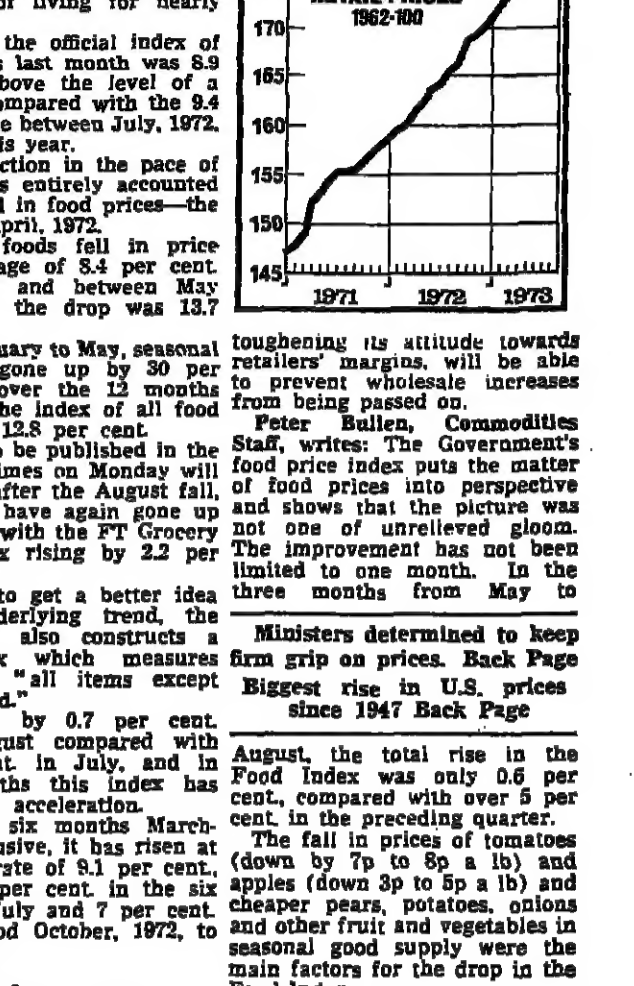 of living for nearly
the official index of
last month was 8.9
above the level of a
compared with the 9.4
between July, 1972,
this year.
ction in the pace of
s entirely accounted
in food prices—the
April, 1972.
foods fell in price
age of 8.4 per cent.
and between May
the drop was 13.7
uary to May, seasonal
gone up by 30 per
over the 12 months
he index of all food
12.8 per cent.
o be published in the
imes on Monday will
after the August fall,
have again gone up
with the FT Grocery
x rising by 2.2 per
to get a better idea
derlying trend, the
also constructs a
x which measures
"all items except
d."
by 0.7 per cent.
gust compared with
nt. in July, and in
ths this index has
acceleration.
six months March-
usive, it has risen at
rate of 9.1 per cent.,
per cent. in the six
July and 7 per cent.
od October, 1972, to
RETAIL PRICES
1962=100
170
165
160
155
150
145
1971 1972 1973
toughening its attitude towards
retailers' margins, will be able
to prevent wholesale increases
from being passed on.
Peter Bullen, Commodities
Staff, writes: The Government's
food price index puts the matter
of food prices into perspective
and shows that the picture was
not one of unrelieved gloom.
The improvement has not been
limited to one month. In the
three months from May to
Ministers determined to keep
firm grip on prices. Back Page
Biggest rise in U.S. prices
since 1947 Back Page
August, the total rise in the
Food Index was only 0.6 per
cent., compared with over 5 per
cent. in the preceding quarter.
The fall in prices of tomatoes
(down by 7p to 8p a lb) and
apples (down 3p to 5p a lb) and
cheaper pears, potatoes, onions
and other fruit and vegetables in
seasonal good supply were the
main factors for the drop in the